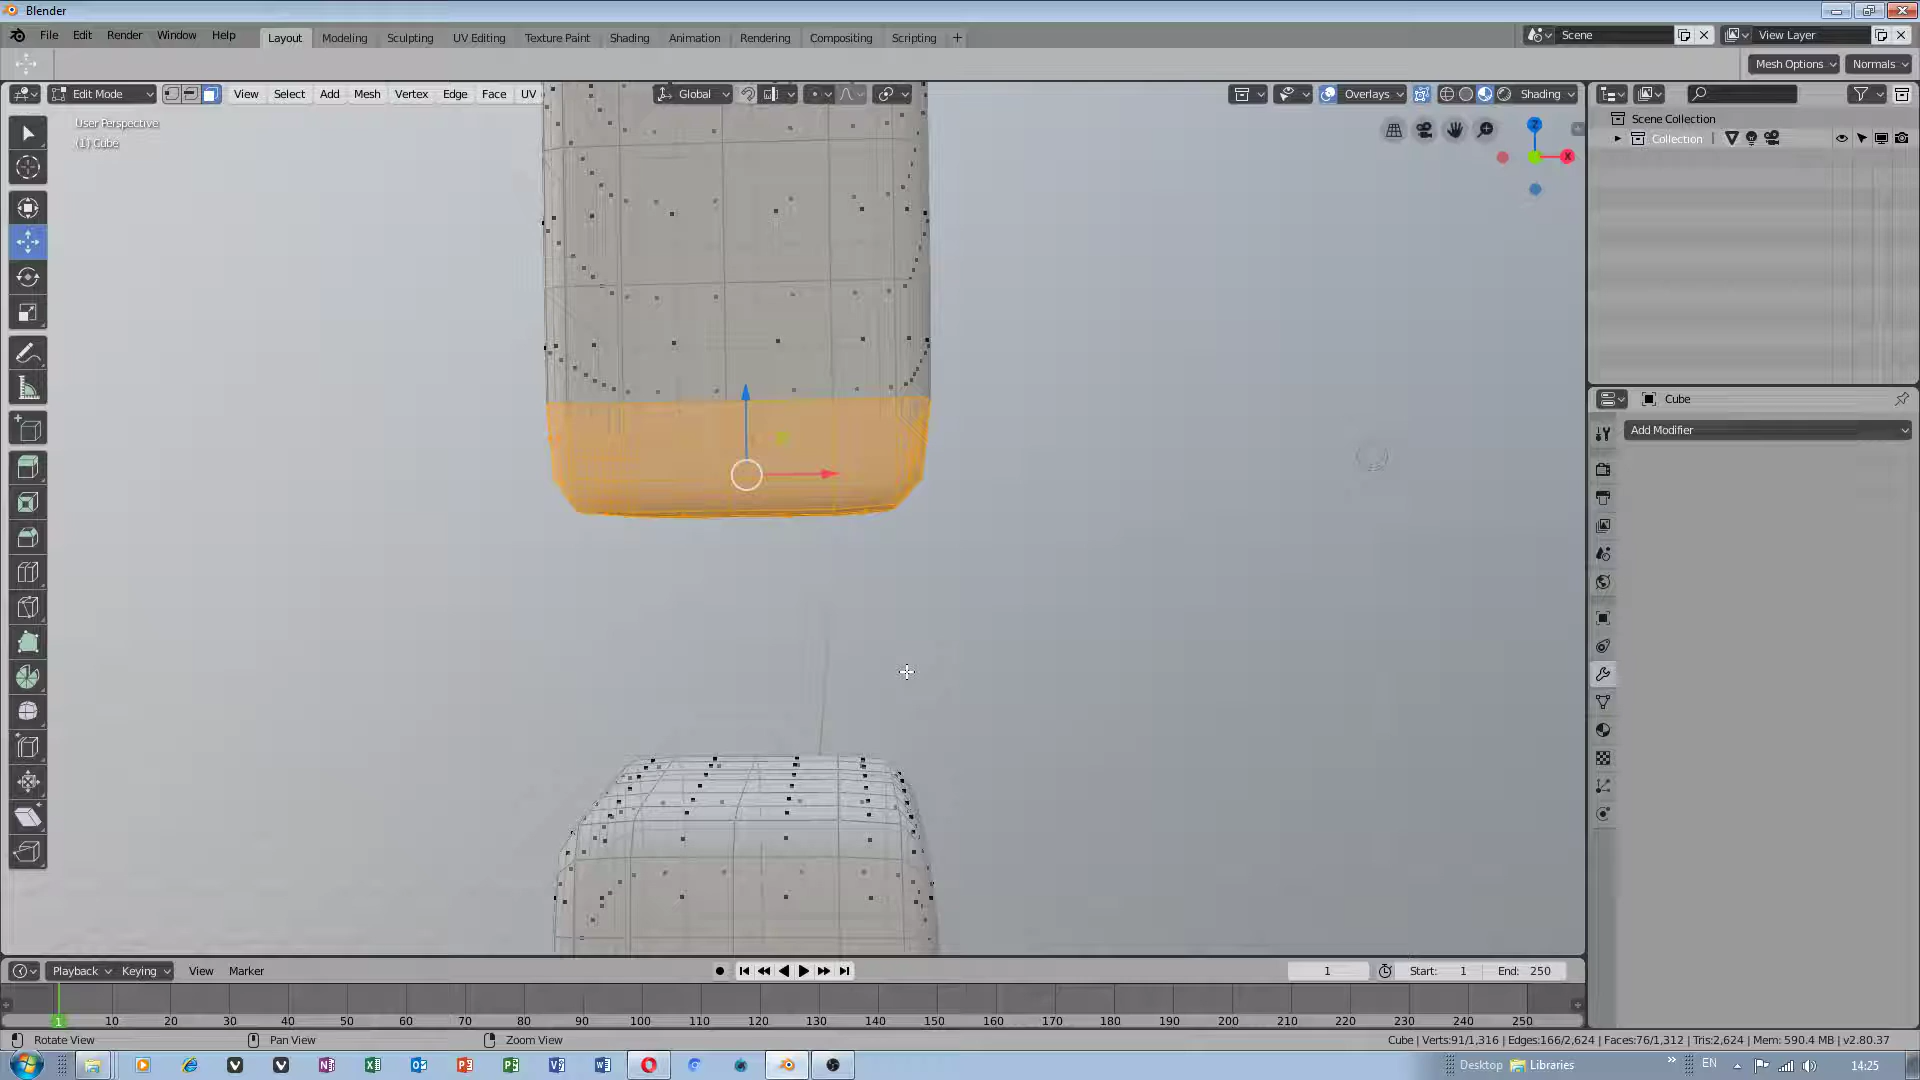 Blender
File Edit Render Window Help Layout Modeling Sculpting UV Editing Texture Paint Shading Animation Rendering Compositing Scripting + Scene View Layer
Mesh Options Normals
Edit Mode View Select Add Mesh Vertex Edge Face UV Global Overlays Shading
User Perspective
(1) Cube
Z
X
Scene Collection
Collection
Cube
Add Modifier
Playback Keying View Marker 1 Start: 1 End: 250
1 10 20 30 40 50 60 70 80 90 100 110 120 130 140 150 160 170 180 190 200 210 220 230 240 250
Rotate View Pan View Zoom View Cube | Verts:91/1,316 | Edges:166/2,624 | Faces:76/1,312 | Tris:2,624 | Mem: 590.4 MB | v2.80.37
Desktop Libraries EN 14:25